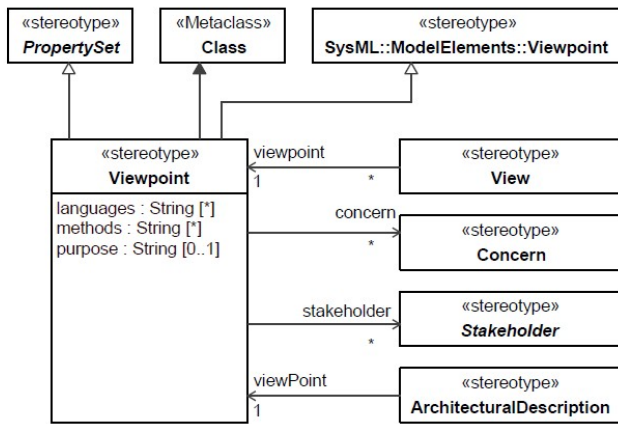 «stereotype»
PropertySet
«Metaclass»
Class
«stereotype»
SysML::ModelElements::Viewpoint
«stereotype»
Viewpoint
languages : String [*]
methods : String [*]
purpose : String [0..1]
viewpoint
1
*
«stereotype»
View
concern
*
«stereotype»
Concern
stakeholder
*
«stereotype»
Stakeholder
viewPoint
1
«stereotype»
ArchitecturalDescription